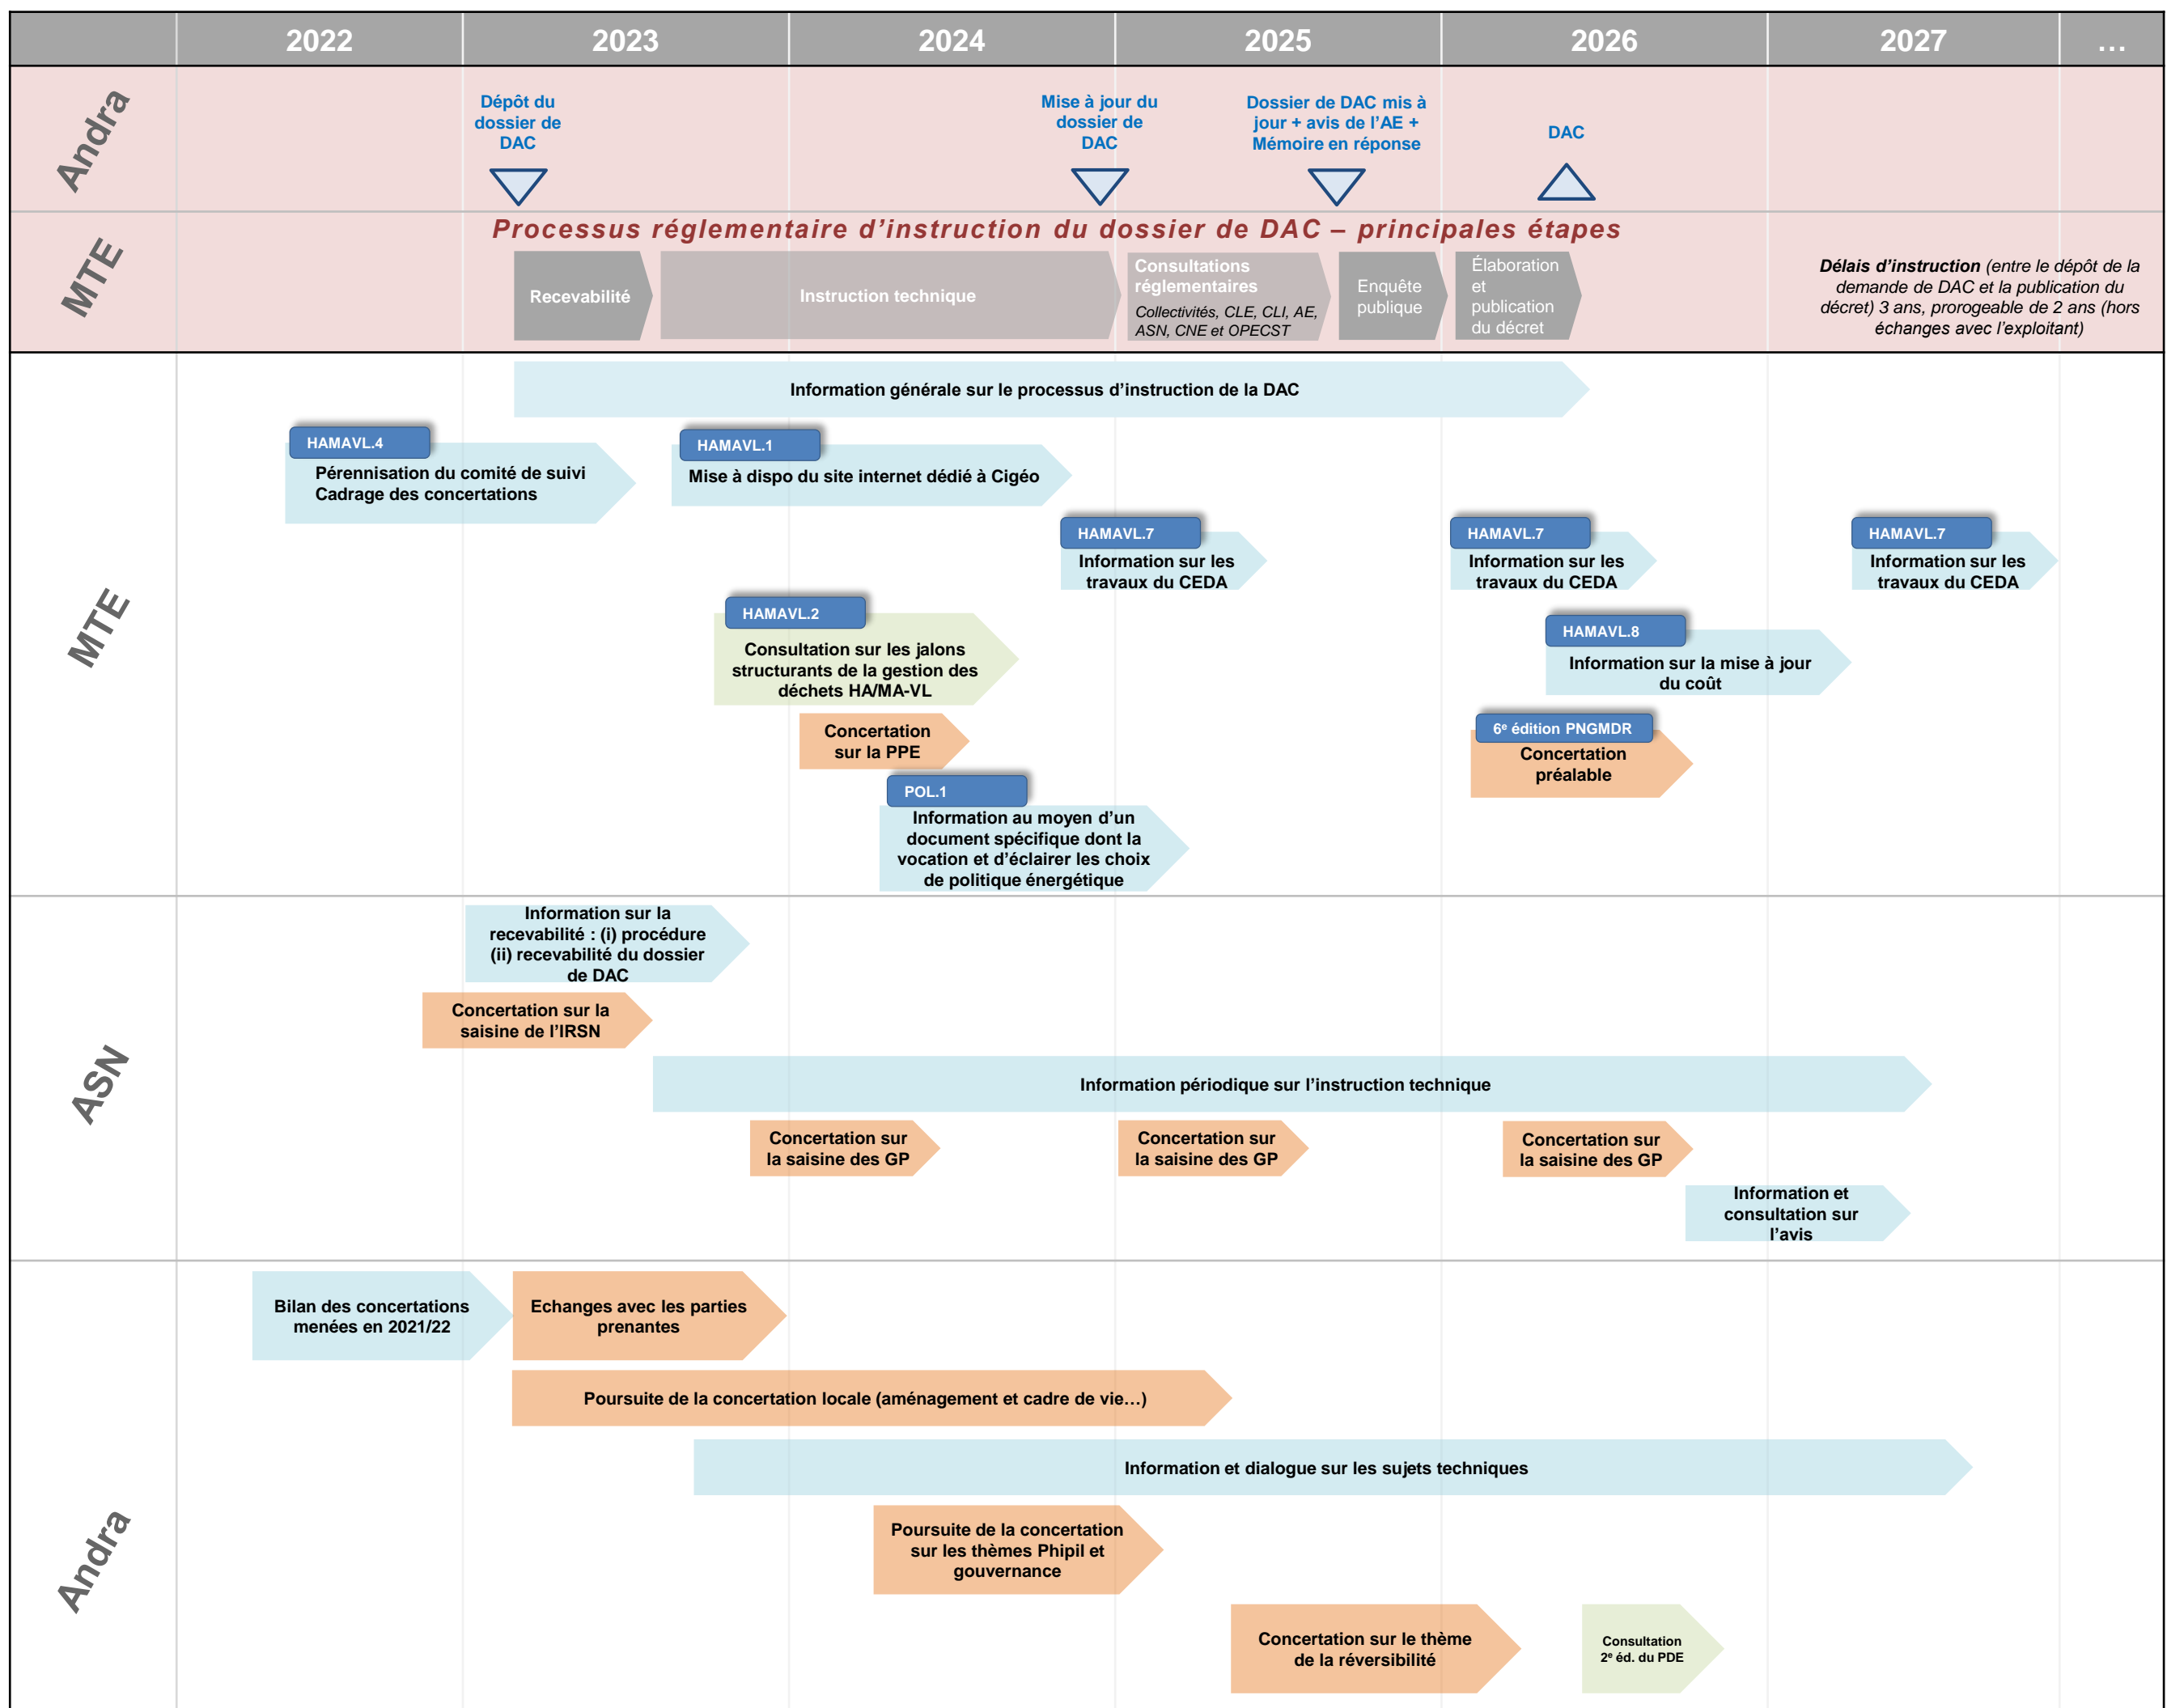 2022
2023
2024
2025
2026
2027
...
Andra
Dépôt du
dossier de
DAC
Mise à jour du
dossier de
DAC
Dossier de DAC mis à
jour + avis de l’AE +
Mémoire en réponse
DAC
MTE
Processus réglementaire d’instruction du dossier de DAC – principales étapes
Recevabilité
Instruction technique
Consultations
réglementaires
Collectivités, CLE, CLI, AE,
ASN, CNE et OPECST
Enquête
publique
Élaboration
et
publication
du décret
Délais d’instruction (entre le dépôt de la
demande de DAC et la publication du
décret) 3 ans, prorogeable de 2 ans (hors
échanges avec l’exploitant)
MTE
Information générale sur le processus d’instruction de la DAC
HAMAVL.4
Pérennisation du comité de suivi
Cadrage des concertations
HAMAVL.1
Mise à dispo du site internet dédié à Cigéo
HAMAVL.7
Information sur les
travaux du CEDA
HAMAVL.7
Information sur les
travaux du CEDA
HAMAVL.7
Information sur les
travaux du CEDA
HAMAVL.2
Consultation sur les jalons
structurants de la gestion des
déchets HA/MA-VL
HAMAVL.8
Information sur la mise à jour
du coût
Concertation
sur la PPE
6e édition PNGMDR
Concertation
préalable
POL.1
Information au moyen d’un
document spécifique dont la
vocation et d’éclairer les choix
de politique énergétique
ASN
Information sur la
recevabilité : (i) procédure
(ii) recevabilité du dossier
de DAC
Concertation sur la
saisine de l’IRSN
Information périodique sur l’instruction technique
Concertation sur
la saisine des GP
Concertation sur
la saisine des GP
Concertation sur
la saisine des GP
Information et
consultation sur
l’avis
Andra
Bilan des concertations
menées en 2021/22
Echanges avec les parties
prenantes
Poursuite de la concertation locale (aménagement et cadre de vie…)
Information et dialogue sur les sujets techniques
Poursuite de la concertation
sur les thèmes Phipil et
gouvernance
Concertation sur le thème
de la réversibilité
Consultation
2e éd. du PDE